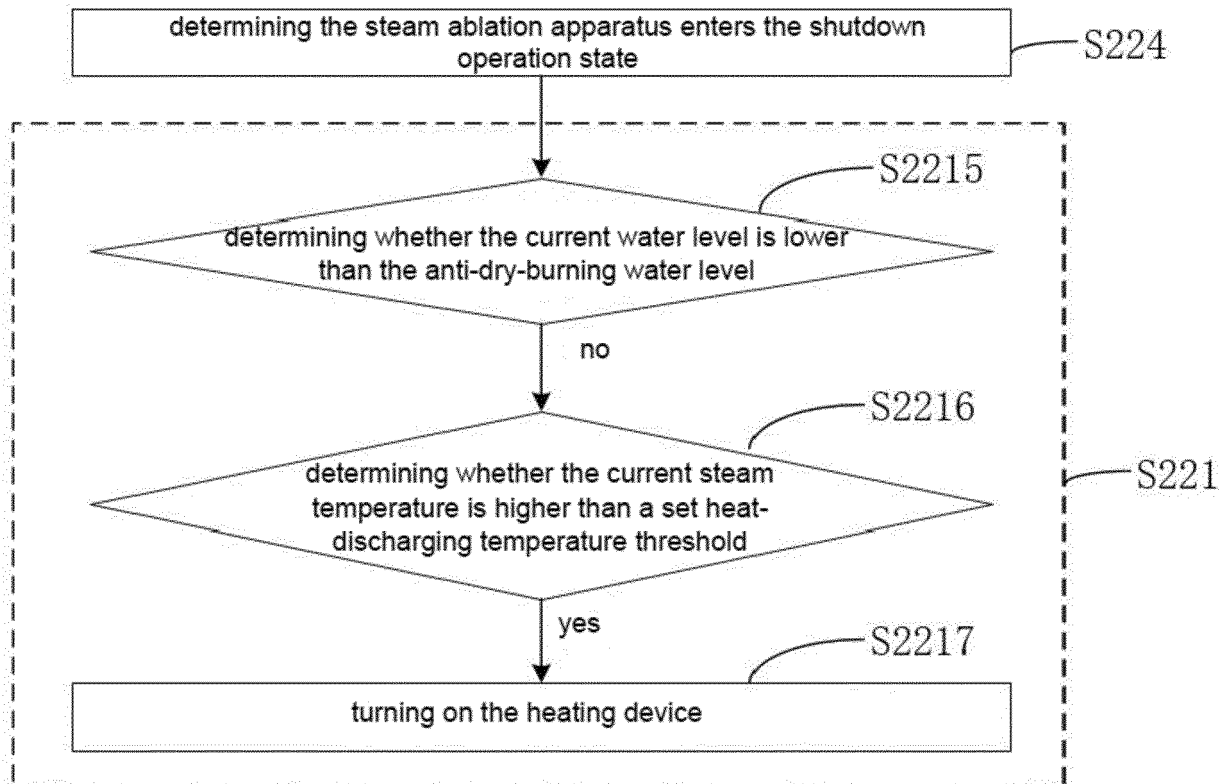 determining the steam ablation apparatus enters the shutdown
operation state
S224
S2215
determining whether the current water level is lower
than the anti-dry-burning water level
no
S2216
determining whether the current steam
temperature is higher than a set heat-
discharging temperature threshold
S221
yes
S2217
turning on the heating device